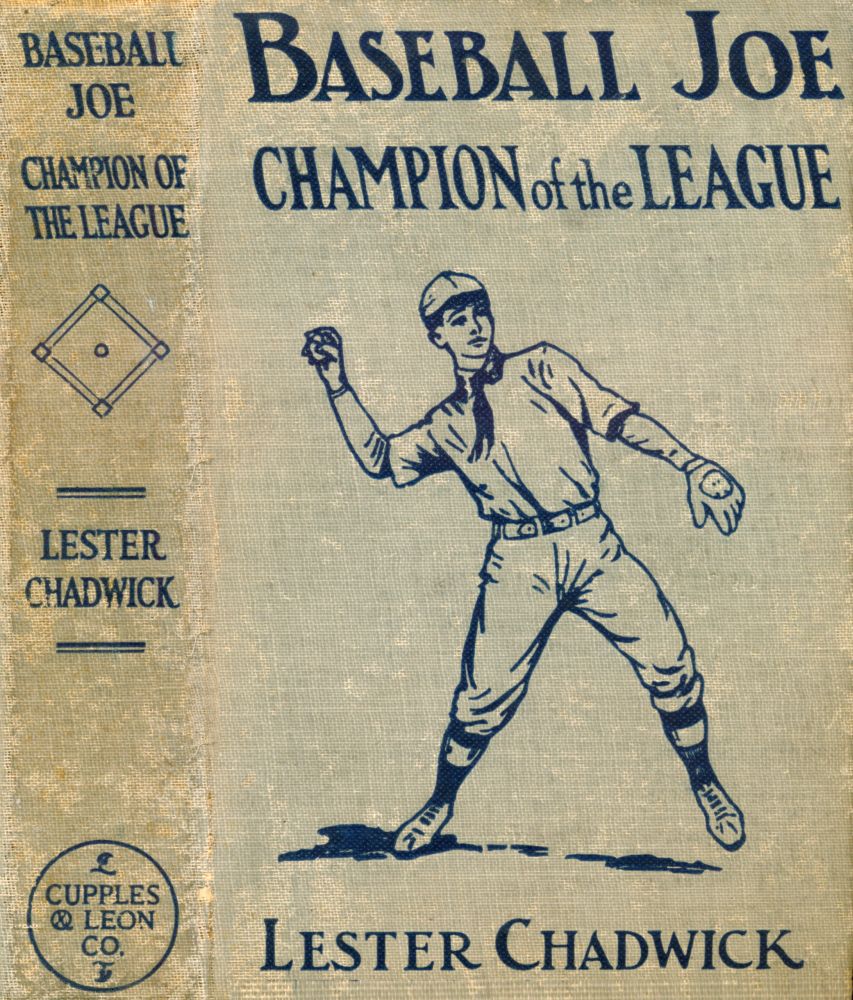 BASEBALL
JOE
CHAMPION OF
THE LEAGUE
LESTER
CHADWICK
CUPPLES
& LEON
CO.
BASEBALL JOE
CHAMPION of the LEAGUE
LESTER CHADWICK